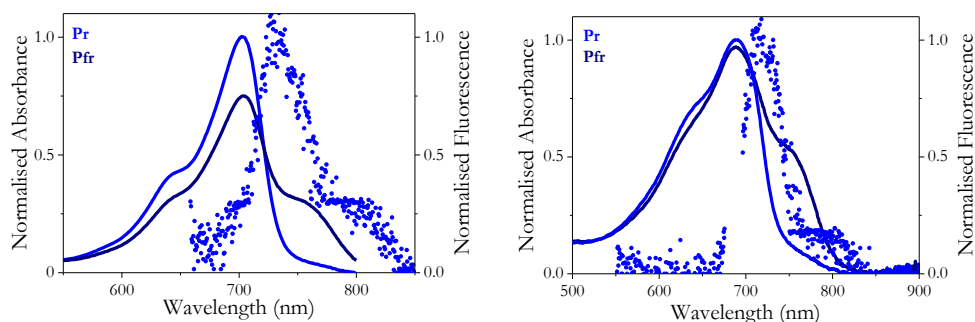 Pr
Pfr
Normalised Absorbance
1.0
0.5
0
600
700
800
Wavelength (nm)
1.0
0.5
0.0
Normalised Fluorescence
Pr
Pfr
Normalised Absorbance
1.0
0.5
0.0
500
600
700
800
900
Wavelength (nm)
1.0
0.5
0.0
Normalised Fluorescence